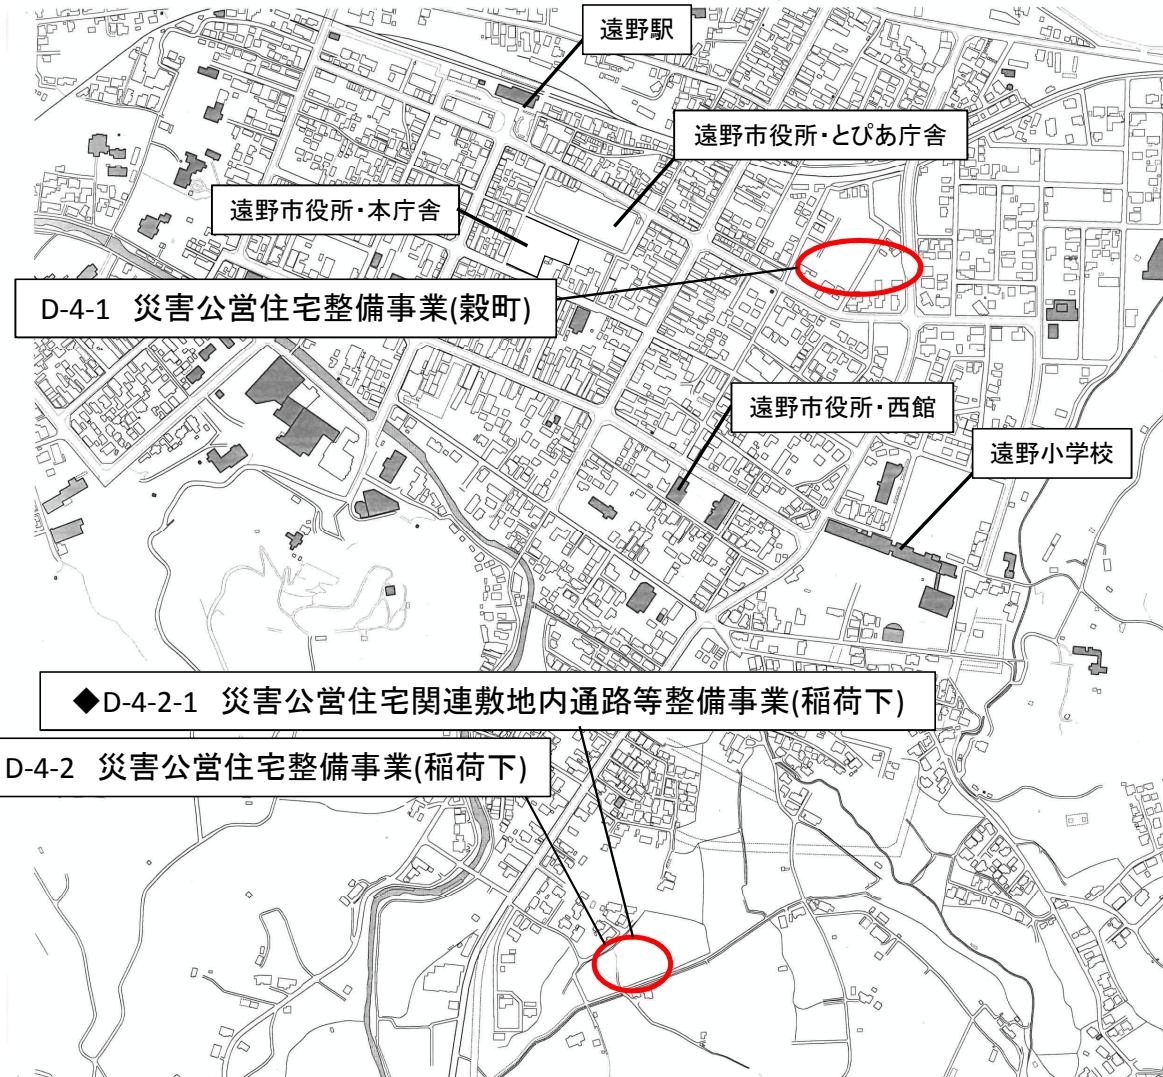 遠野駅
遠野市役所・とぴあ庁舎
遠野市役所・本庁舎
D-4-1 災害公営住宅整備事業(穀町)
遠野市役所・西館
遠野小学校
◆D-4-2-1 災害公営住宅関連敷地内通路等整備事業(稲荷下)
D-4-2 災害公営住宅整備事業(稲荷下)